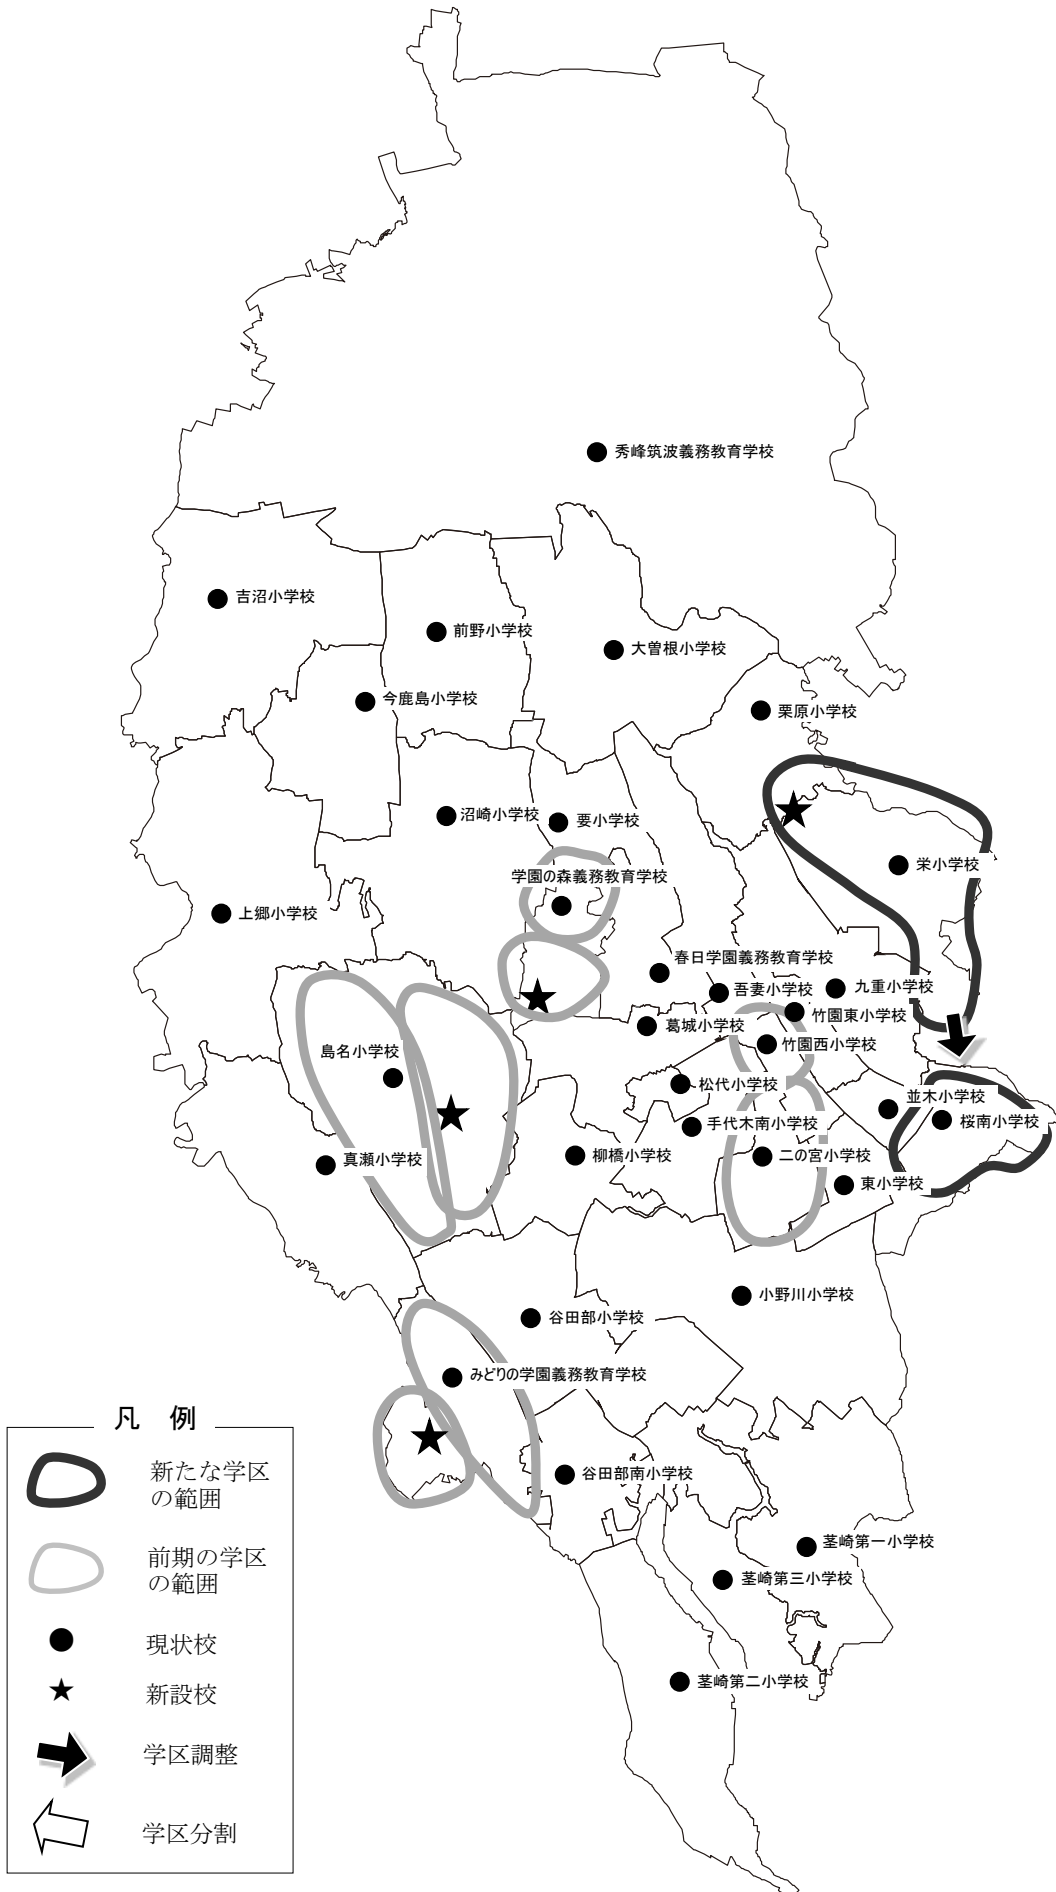 秀峰筑波義務教育学校
吉沼小学校
前野小学校
大曽根小学校
今鹿島小学校
栗原小学校
沼崎小学校
要小学校
栄小学校
学園の森義務教育学校
上郷小学校
春日学園義務教育学校
吾妻小学校
九重小学校
竹園東小学校
葛城小学校
竹園西小学校
島名小学校
松代小学校
並木小学校
桜南小学校
手代木南小学校
柳橋小学校
二の宮小学校
真瀬小学校
東小学校
小野川小学校
谷田部小学校
みどりの学園義務教育学校
谷田部南小学校
茎崎第一小学校
茎崎第三小学校
茎崎第二小学校
凡 例
新たな学区
の範囲
前期の学区
の範囲
現状校
新設校
学区調整
学区分割